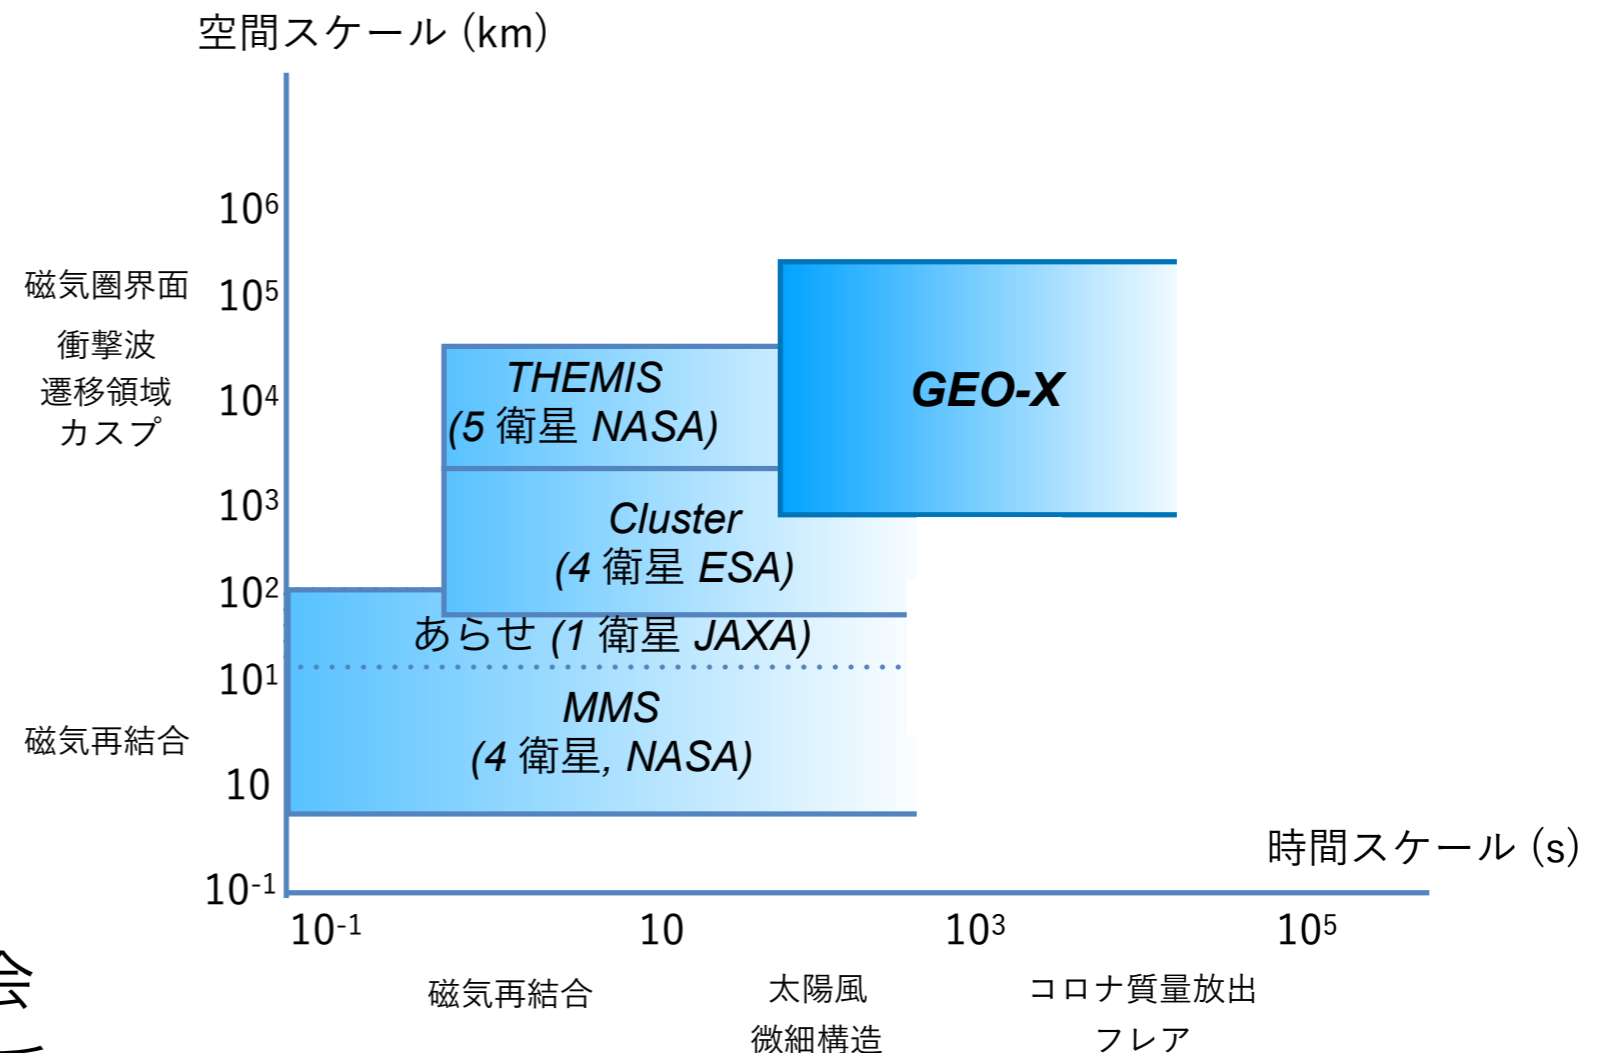 空間スケール (km)
10⁶
磁気圏界面
10⁵
衝撃波
遷移領域
カスプ
10⁴
THEMIS
(5 衛星 NASA)
GEO-X
10³
Cluster
(4 衛星 ESA)
10²
あらせ (1 衛星 JAXA)
10¹
MMS
(4 衛星, NASA)
磁気再結合
10
時間スケール (s)
10⁻¹
10⁻¹ 10 10³ 10⁵
磁気再結合
太陽風
微細構造
コロナ質量放出
フレア
会